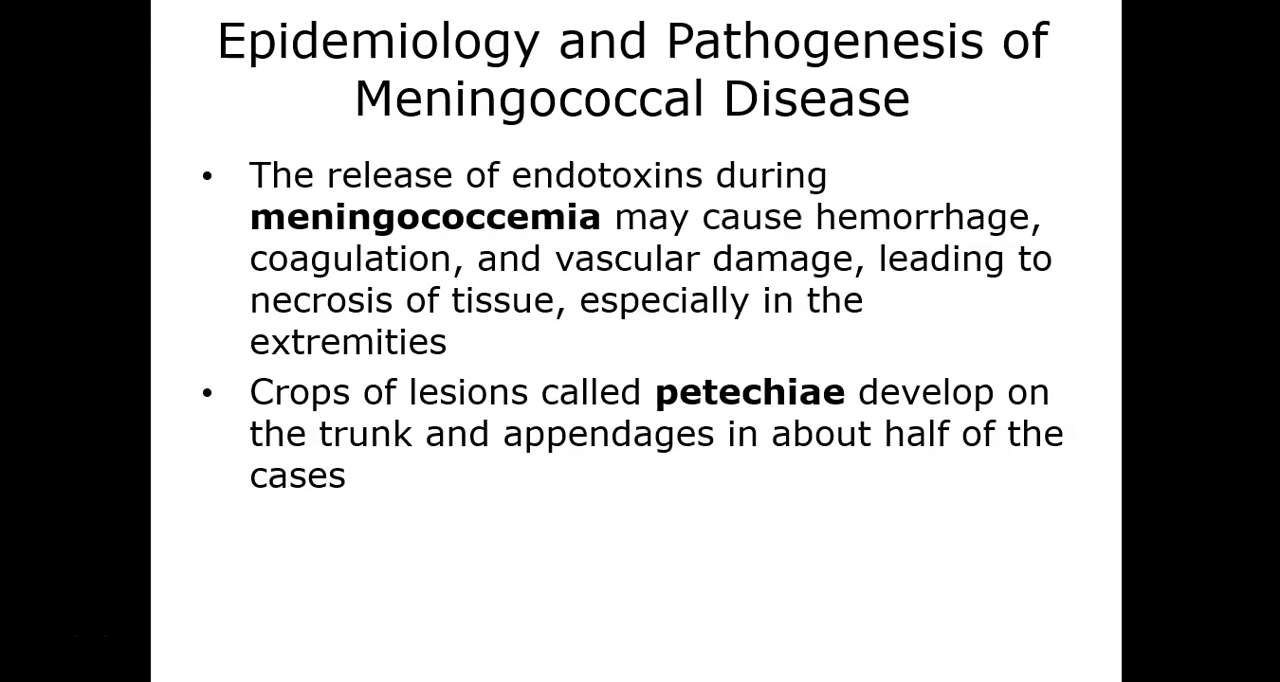 Epidemiology and Pathogenesis of
Meningococcal Disease
• The release of endotoxins during
meningococcemia may cause hemorrhage,
coagulation, and vascular damage, leading to
necrosis of tissue, especially in the
extremities
• Crops of lesions called petechiae develop on
the trunk and appendages in about half of the
cases